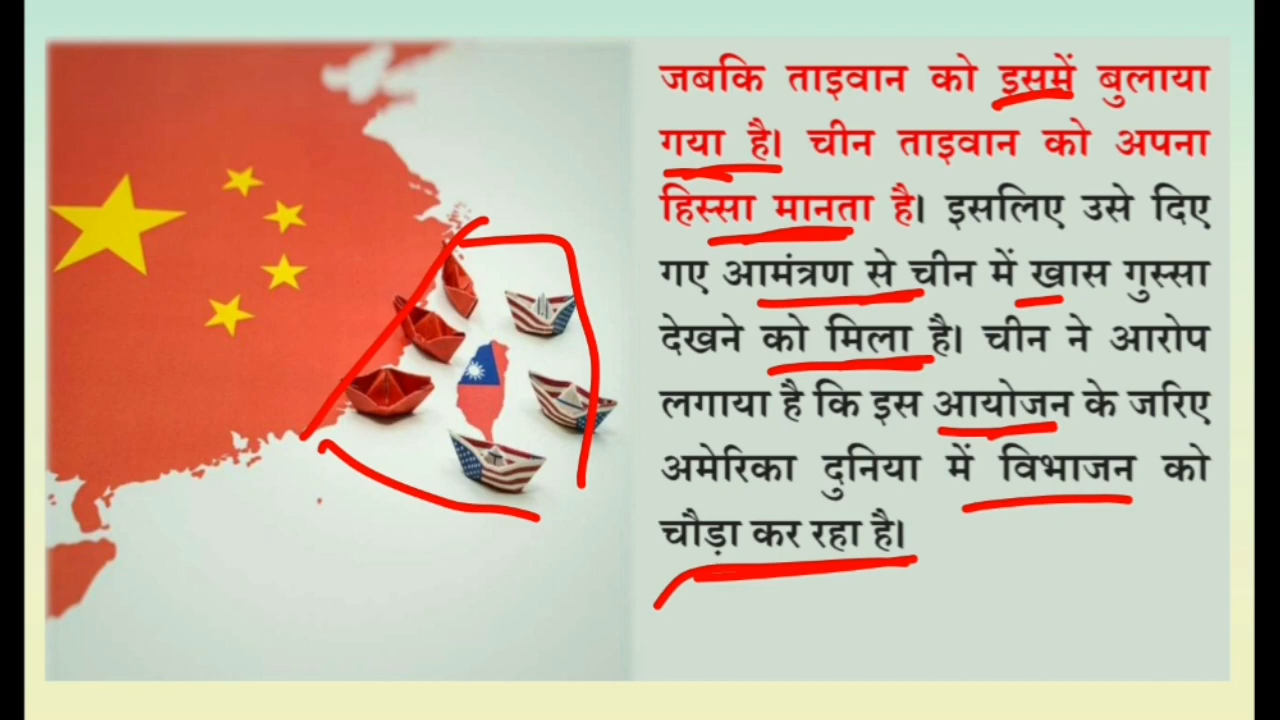 जबकि ताइवान को इसमें बुलाया
गया है। चीन ताइवान को अपना
हिस्सा मानता है। इसलिए उसे दिए
गए आमंत्रण से चीन में खास गुस्सा
देखने को मिला है। चीन ने आरोप
लगाया है कि इस आयोजन के जरिए
अमेरिका दुनिया में विभाजन को
चौड़ा कर रहा है।